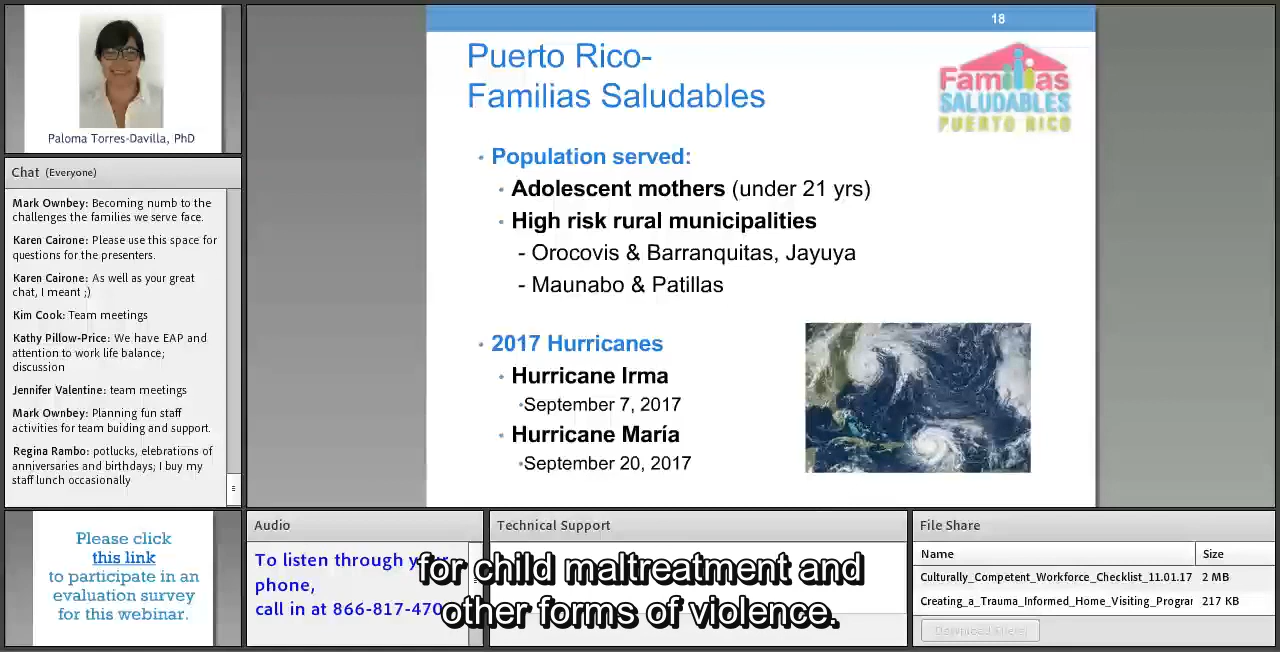 Paloma Torres-Davilla, PhD
Chat (Everyone)
Mark Ownbey: Becoming numb to the
challenges the families we serve face.
Karen Cairone: Please use this space for
questions for the presenters.
Karen Cairone: As well as your great
chat, I meant ;)
Kim Cook: Team meetings
Kathy Pillow-Price: We have EAP and
attention to work life balance;
discussion
Jennifer Valentine: team meetings
Mark Ownbey: Planning fun staff
activities for team buiding and support.
Regina Rambo: potlucks, elebrations of
anniversaries and birthdays; I buy my
staff lunch occasionally
18
Puerto Rico-
Familias Saludables
Familias
SALUDABLES
PUERTO RICO
• Population served:
• Adolescent mothers (under 21 yrs)
• High risk rural municipalities
- Orocovis & Barranquitas, Jayuya
- Maunabo & Patillas
• 2017 Hurricanes
• Hurricane Irma
•September 7, 2017
• Hurricane María
•September 20, 2017
Please click
this link
to participate in an
evaluation survey
for this webinar.
Audio
To listen through
phone,
call in at 866-817-470
Technical Support
for child maltreatment and
other forms of violence.
File Share
Name Size
Culturally_Competent_Workforce_Checklist_11.01.17 2 MB
Creating_a_Trauma_Informed_Home_Visiting_Progran 217 KB
Download File(s)